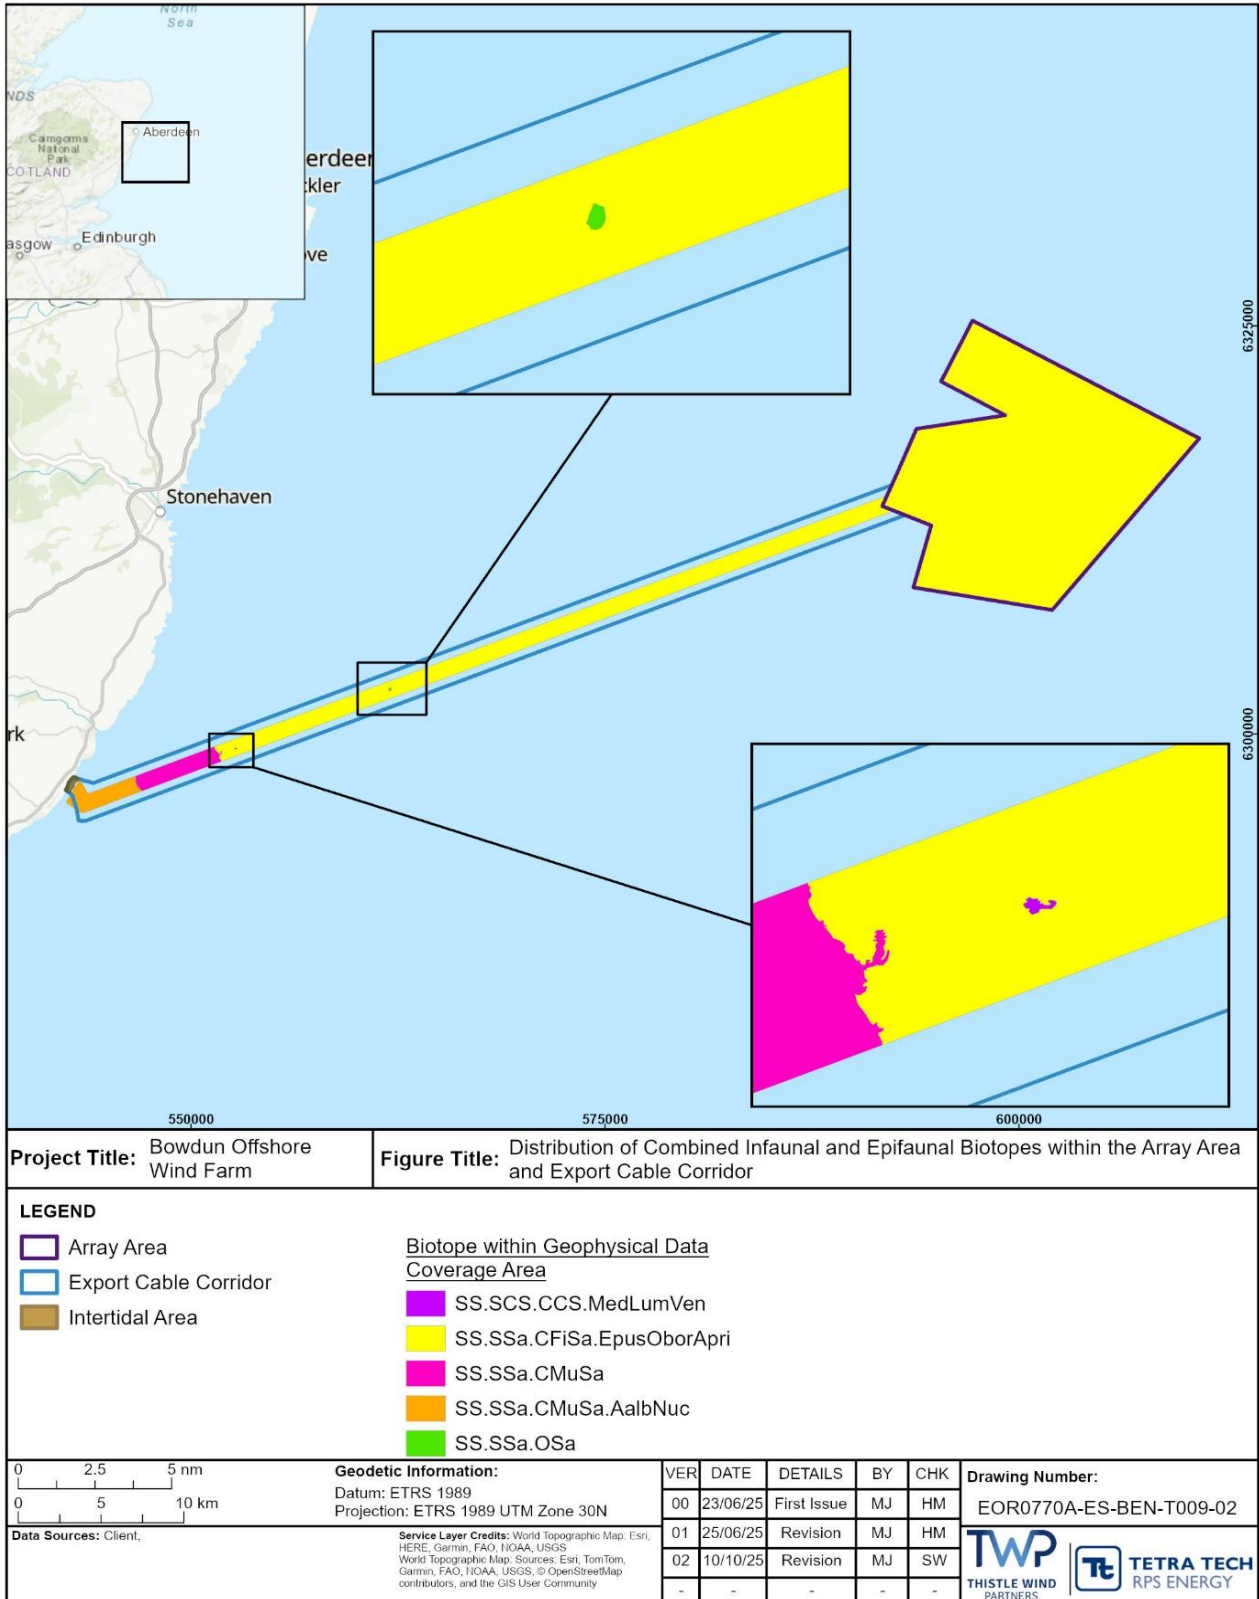 North
Sea
NDS
Cairngorms
National
Park
COTLAND
Aberdeen
asgow
Edinburgh
erdeen
ckler
ove
Stonehaven
rk
6325000
6300000
550000
575000
600000
Project Title: Bowdun Offshore
Wind Farm
Figure Title: Distribution of Combined Infaunal and Epifaunal Biotopes within the Array Area
and Export Cable Corridor
LEGEND
Array Area
Export Cable Corridor
Intertidal Area
Biotope within Geophysical Data
Coverage Area
SS.SCS.CCS.MedLumVen
SS.SSa.CFiSa.EpusOborApri
SS.SSa.CMuSa
SS.SSa.CMuSa.AalbNuc
SS.SSa.OSa
0 2.5 5 nm
0 5 10 km
Geodetic Information:
Datum: ETRS 1989
Projection: ETRS 1989 UTM Zone 30N
Data Sources: Client,
Service Layer Credits: World Topographic Map: Esri,
HERE, Garmin, FAO, NOAA, USGS
World Topographic Map: Sources: Esri, TomTom,
Garmin, FAO, NOAA, USGS, © OpenStreetMap
contributors, and the GIS User Community
VER DATE DETAILS BY CHK
00 23/06/25 First Issue MJ HM
01 25/06/25 Revision MJ HM
02 10/10/25 Revision MJ SW
- - - - -
Drawing Number:
EOR0770A-ES-BEN-T009-02
TWP
THISTLE WIND
PARTNERS
Tt
TETRA TECH
RPS ENERGY